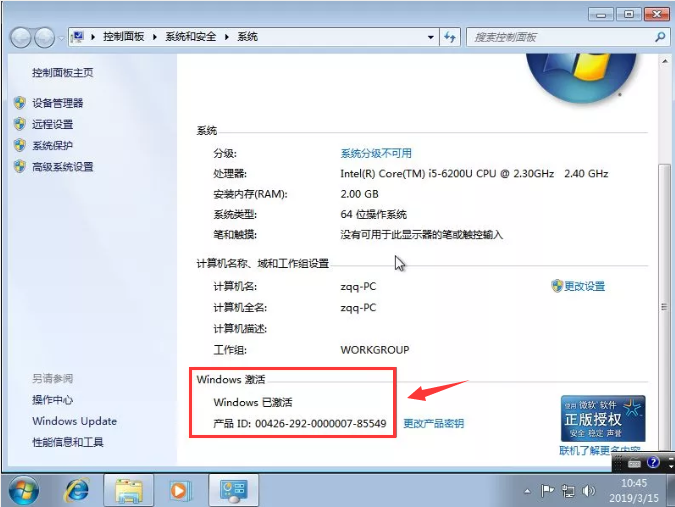 控制面板 系统和安全 系统
搜索控制面板
控制面板主页
设备管理器
远程设置
系统保护
高级系统设置
系统
分级: 系统分级不可用
处理器: Intel(R) Core(TM) i5-6200U CPU @ 2.30GHz 2.40 GHz
安装内存(RAM): 2.00 GB
系统类型: 64 位操作系统
笔和触摸: 没有可用于此显示器的笔或触控输入
计算机名称、域和工作组设置
计算机名: zqq-PC 更改设置
计算机全名: zqq-PC
计算机描述:
工作组: WORKGROUP
Windows 激活
Windows 已激活
产品 ID: 00426-292-0000007-85549 更改产品密钥
使用 微软 软件
正版授权
安全 稳定 声誉
联机了解更多内容
另请参阅
操作中心
Windows Update
性能信息和工具
10:45
2019/3/15